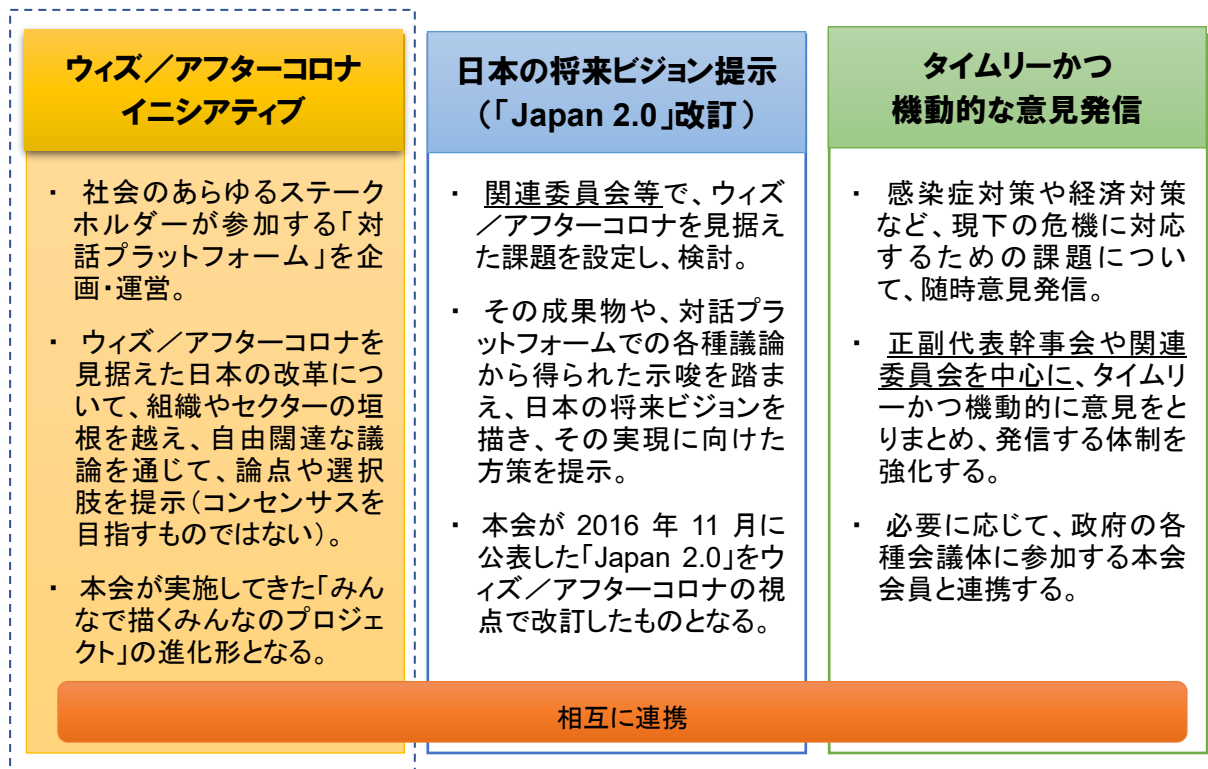 ウィズ／アフターコロナ
イニシアティブ
・ 社会のあらゆるステーク
ホルダーが参加する「対
話プラットフォーム」を企
画・運営。
・ ウィズ／アフターコロナを
見据えた日本の改革につ
いて、組織やセクターの垣
根を越え、自由闊達な議
論を通じて、論点や選択
肢を提示（コンセンサスを
目指すものではない）。
・ 本会が実施してきた「みん
なで描くみんなのプロジェ
クト」の進化形となる。
日本の将来ビジョン提示
（「Japan 2.0」改訂）
・ 関連委員会等で、ウィズ
／アフターコロナを見据え
た課題を設定し、検討。
・ その成果物や、対話プラ
ットフォームでの各種議論
から得られた示唆を踏ま
え、日本の将来ビジョンを
描き、その実現に向けた
方策を提示。
・ 本会が 2016 年 11 月に
公表した「Japan 2.0」をウ
ィズ／アフターコロナの視
点で改訂したものとなる。
タイムリーかつ
機動的な意見発信
・ 感染症対策や経済対策
など、現下の危機に対応
するための課題につい
て、随時意見発信。
・ 正副代表幹事会や関連
委員会を中心に、タイムリ
ーかつ機動的に意見をと
りまとめ、発信する体制を
強化する。
・ 必要に応じて、政府の各
種会議体に参加する本会
会員と連携する。
相互に連携